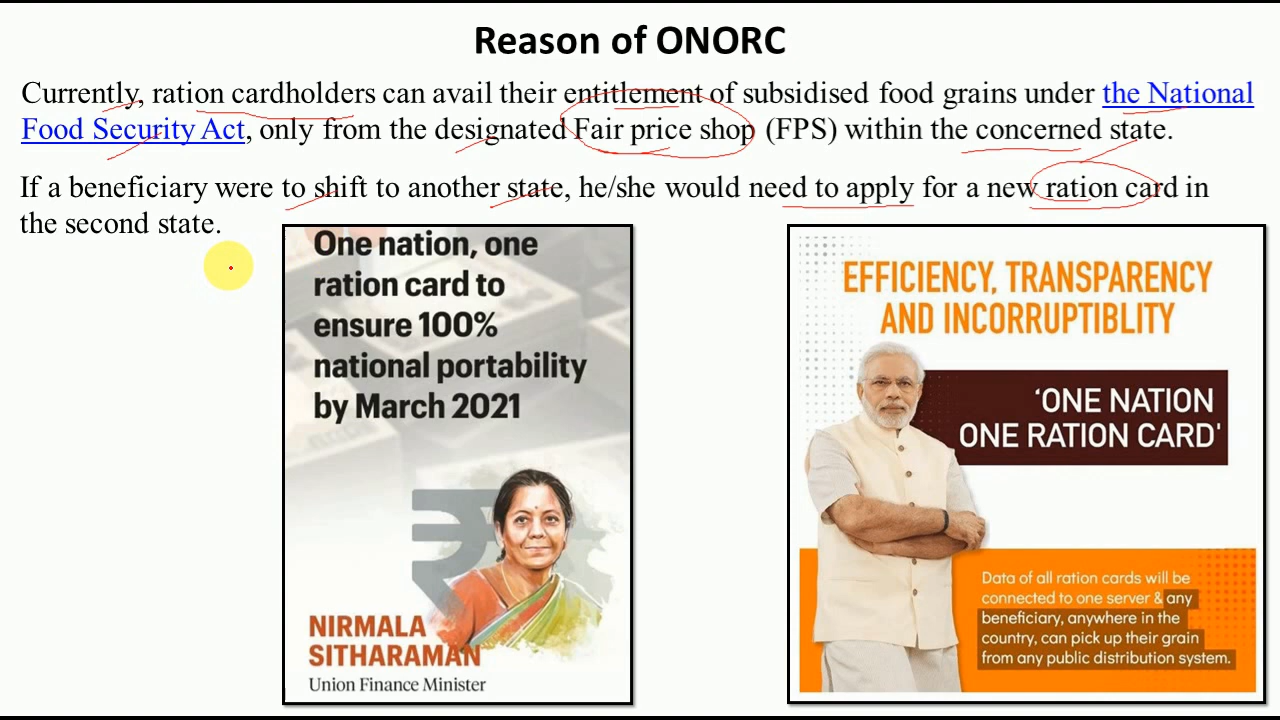 Reason of ONORC
Currently, ration cardholders can avail their entitlement of subsidised food grains under the National
Food Security Act, only from the designated Fair price shop (FPS) within the concerned state.
If a beneficiary were to shift to another state, he/she would need to apply for a new ration card in
the second state.
One nation, one
ration card to
ensure 100%
national portability
by March 2021
₹
NIRMALA
SITHARAMAN
Union Finance Minister
EFFICIENCY, TRANSPARENCY
AND INCORRUPTIBLITY
'ONE NATION
ONE RATION CARD'
Data of all ration cards will be
connected to one server & any
beneficiary, anywhere in the
country, can pick up their grain
from any public distribution system.